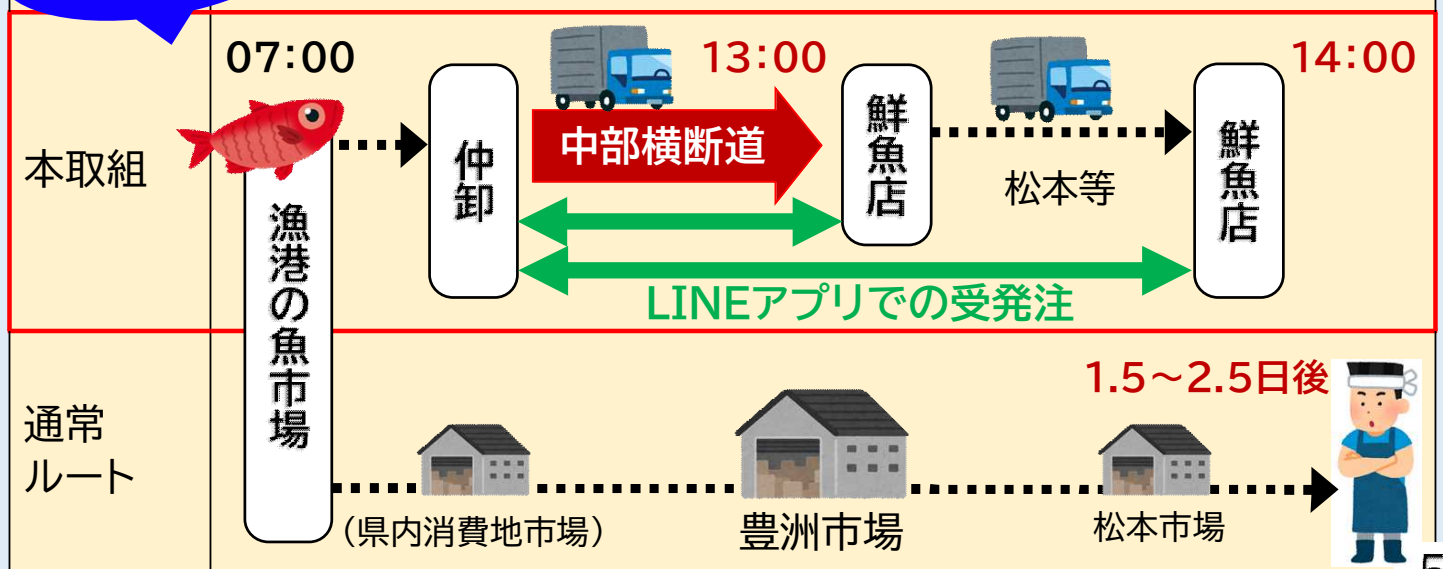 本取組
07:00
漁港の魚市場
仲卸
中部横断道
13:00
鮮魚店
松本等
14:00
鮮魚店
LINEアプリでの受発注
通常
ルート
(県内消費地市場)
豊洲市場
松本市場
1.5~2.5日後